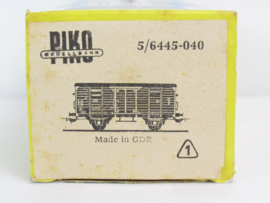 PIKO
MODELLBAHN
5/6445-040
Made in GDR
1